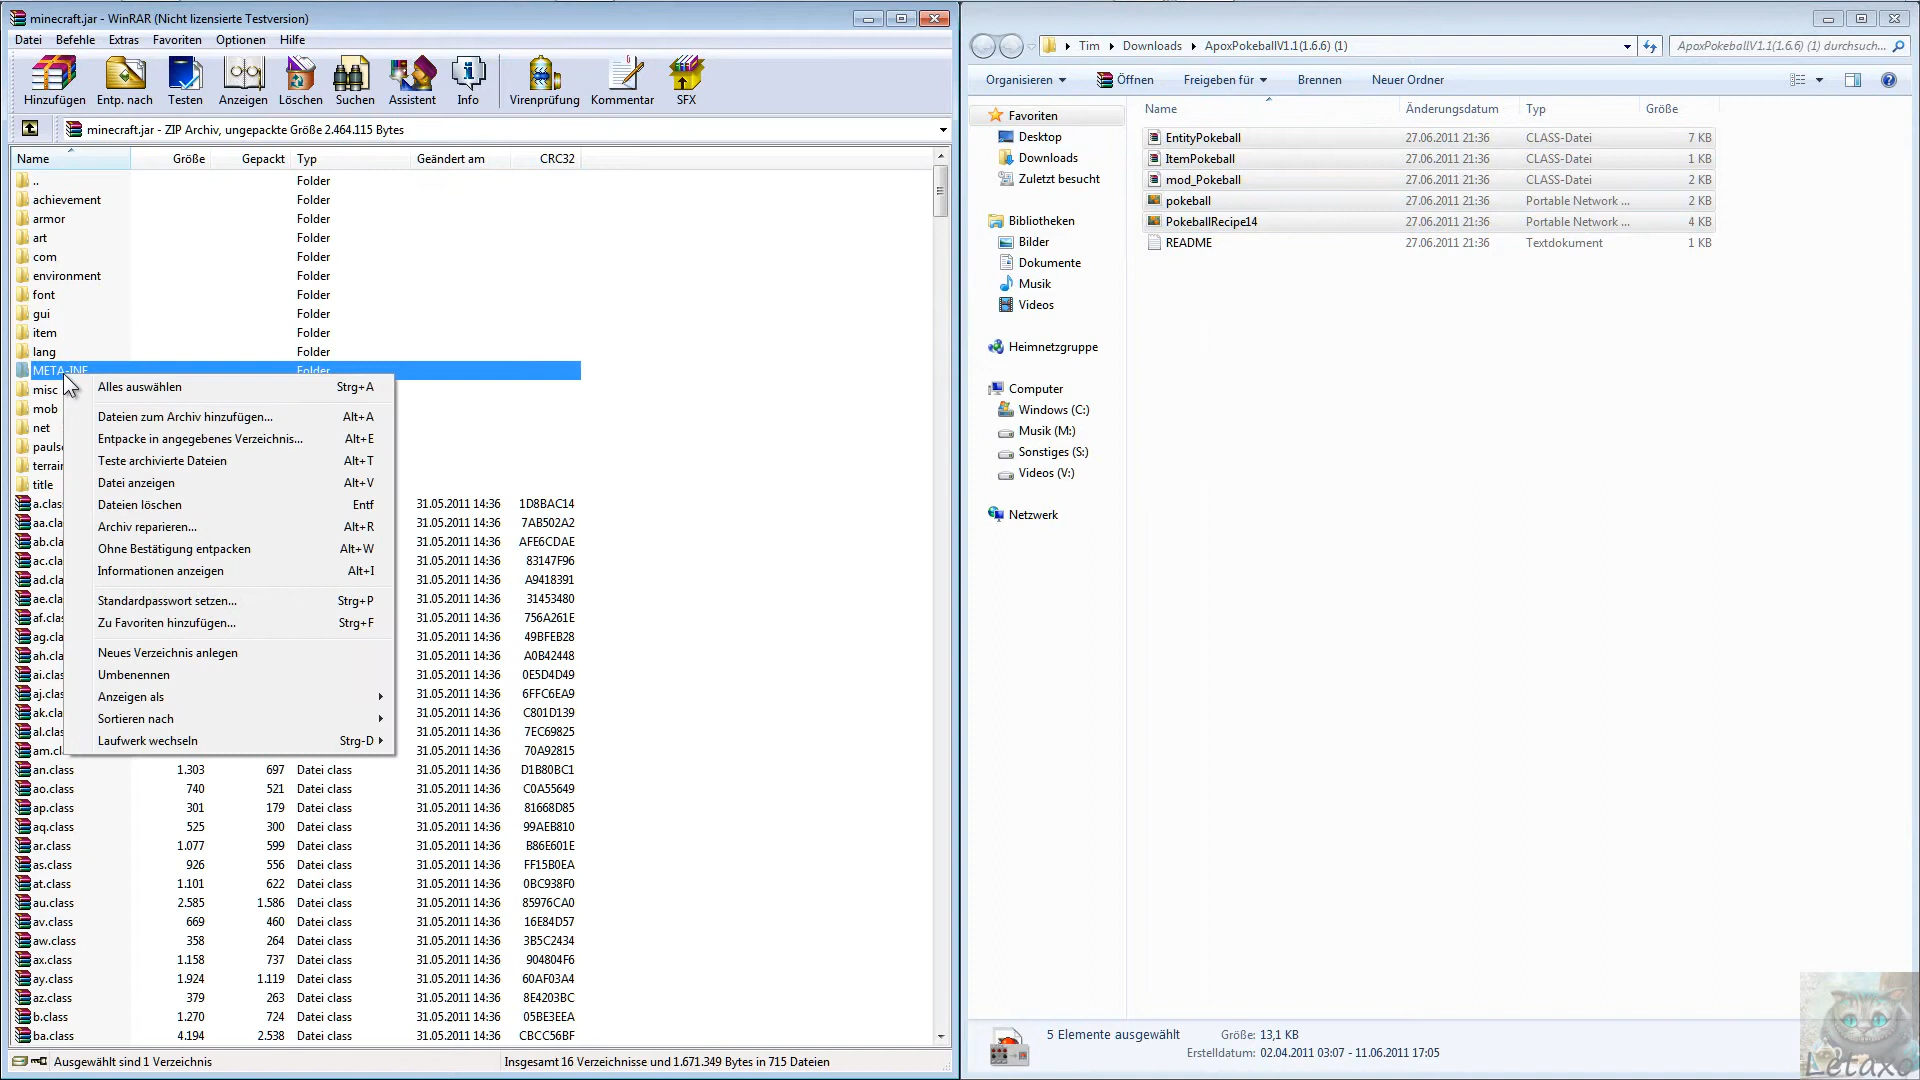 minecraft.jar - WinRAR (Nicht lizensierte Testversion)
Datei Befehle Extras Favoriten Optionen Hilfe
Hinzufügen Entp. nach Testen Anzeigen Löschen Suchen Assistent Info Virenprüfung Kommentar SFX
minecraft.jar - ZIP Archiv, ungepackte Größe 2.464.115 Bytes
Name Größe Gepackt Typ Geändert am CRC32
.. Folder
achievement Folder
armor Folder
art Folder
com Folder
environment Folder
font Folder
gui Folder
item Folder
lang Folder
META-INF Folder
misc
mob
net
title
31.05.2011 14:36 1D8BAC14
31.05.2011 14:36 7AB502A2
31.05.2011 14:36 AFE6CDAE
31.05.2011 14:36 83147F96
31.05.2011 14:36 A9418391
31.05.2011 14:36 31453480
31.05.2011 14:36 756A261E
31.05.2011 14:36 49BFEB28
31.05.2011 14:36 A0B42448
31.05.2011 14:36 0E5D4D49
31.05.2011 14:36 6FFC6EA9
31.05.2011 14:36 C801D139
31.05.2011 14:36 7EC69825
31.05.2011 14:36 70A92815
an.class 1.303 697 Datei class 31.05.2011 14:36 D1B80BC1
ao.class 740 521 Datei class 31.05.2011 14:36 C0A55649
ap.class 301 179 Datei class 31.05.2011 14:36 81668D85
aq.class 525 300 Datei class 31.05.2011 14:36 99AEB810
ar.class 1.077 599 Datei class 31.05.2011 14:36 B86E601E
as.class 926 556 Datei class 31.05.2011 14:36 FF15B0EA
at.class 1.101 622 Datei class 31.05.2011 14:36 0BC938F0
au.class 2.585 1.586 Datei class 31.05.2011 14:36 85976CA0
av.class 669 460 Datei class 31.05.2011 14:36 16E84D57
aw.class 358 264 Datei class 31.05.2011 14:36 3B5C2434
ax.class 1.158 737 Datei class 31.05.2011 14:36 904804F6
ay.class 1.924 1.119 Datei class 31.05.2011 14:36 60AF03A4
az.class 379 263 Datei class 31.05.2011 14:36 8E4203BC
b.class 1.270 724 Datei class 31.05.2011 14:36 05BE3EEA
ba.class 4.194 2.538 Datei class 31.05.2011 14:36 CBCC56BF
Ausgewählt sind 1 Verzeichnis Insgesamt 16 Verzeichnisse und 1.671.349 Bytes in 715 Dateien
Alles auswählen Strg+A
Dateien zum Archiv hinzufügen... Alt+A
Entpacke in angegebenes Verzeichnis... Alt+E
Teste archivierte Dateien Alt+T
Datei anzeigen Alt+V
Dateien löschen Entf
Archiv reparieren... Alt+R
Ohne Bestätigung entpacken Alt+W
Informationen anzeigen Alt+I
Standardpasswort setzen... Strg+P
Zu Favoriten hinzufügen... Strg+F
Neues Verzeichnis anlegen
Umbenennen
Anzeigen als
Sortieren nach
Laufwerk wechseln Strg-D
Tim Downloads ApoxPokeballV1.1(1.6.6) (1)
ApoxPokeballV1.1(1.6.6) (1) durchsuch...
Organisieren Öffnen Freigeben für Brennen Neuer Ordner
Favoriten
Desktop
Downloads
Zuletzt besucht
Bibliotheken
Bilder
Dokumente
Musik
Videos
Heimnetzgruppe
Computer
Windows (C:)
Musik (M:)
Sonstiges (S:)
Videos (V:)
Netzwerk
Name Änderungsdatum Typ Größe
EntityPokeball 27.06.2011 21:36 CLASS-Datei 7 KB
ItemPokeball 27.06.2011 21:36 CLASS-Datei 1 KB
mod_Pokeball 27.06.2011 21:36 CLASS-Datei 2 KB
pokeball 27.06.2011 21:36 Portable Network ... 2 KB
PokeballRecipe14 27.06.2011 21:36 Portable Network ... 4 KB
README 27.06.2011 21:36 Textdokument 1 KB
5 Elemente ausgewählt Größe: 13,1 KB
Erstelldatum: 02.04.2011 03:07 - 11.06.2011 17:05
Letaxo